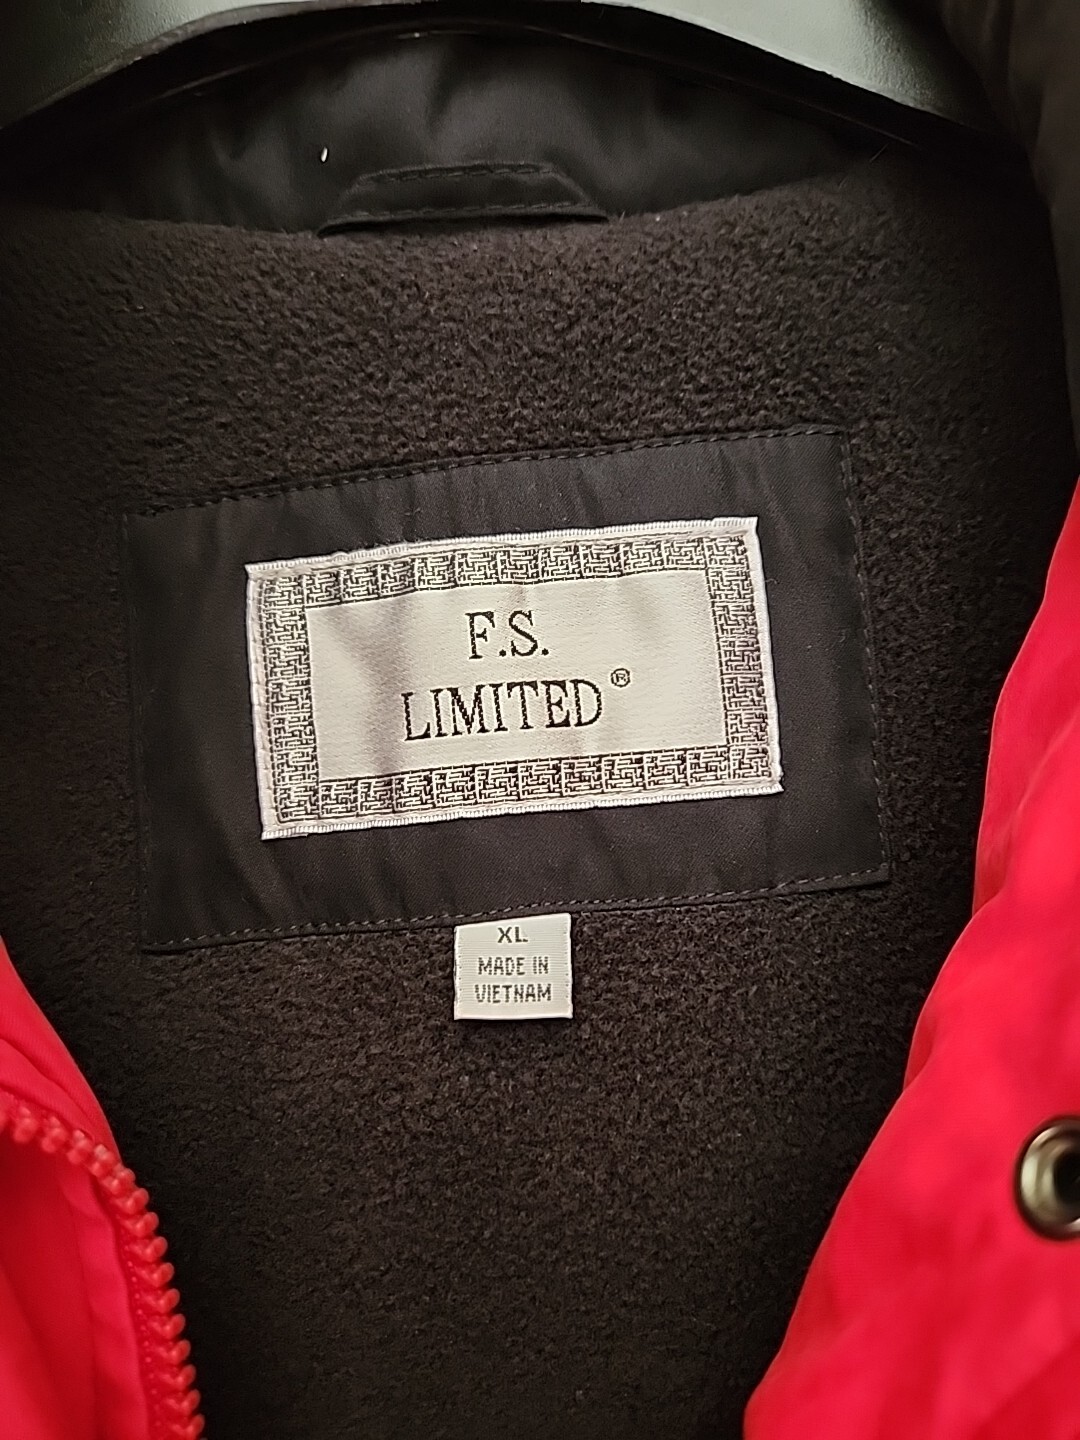 F.S.
LIMITED®
XL
MADE IN
VIETNAM